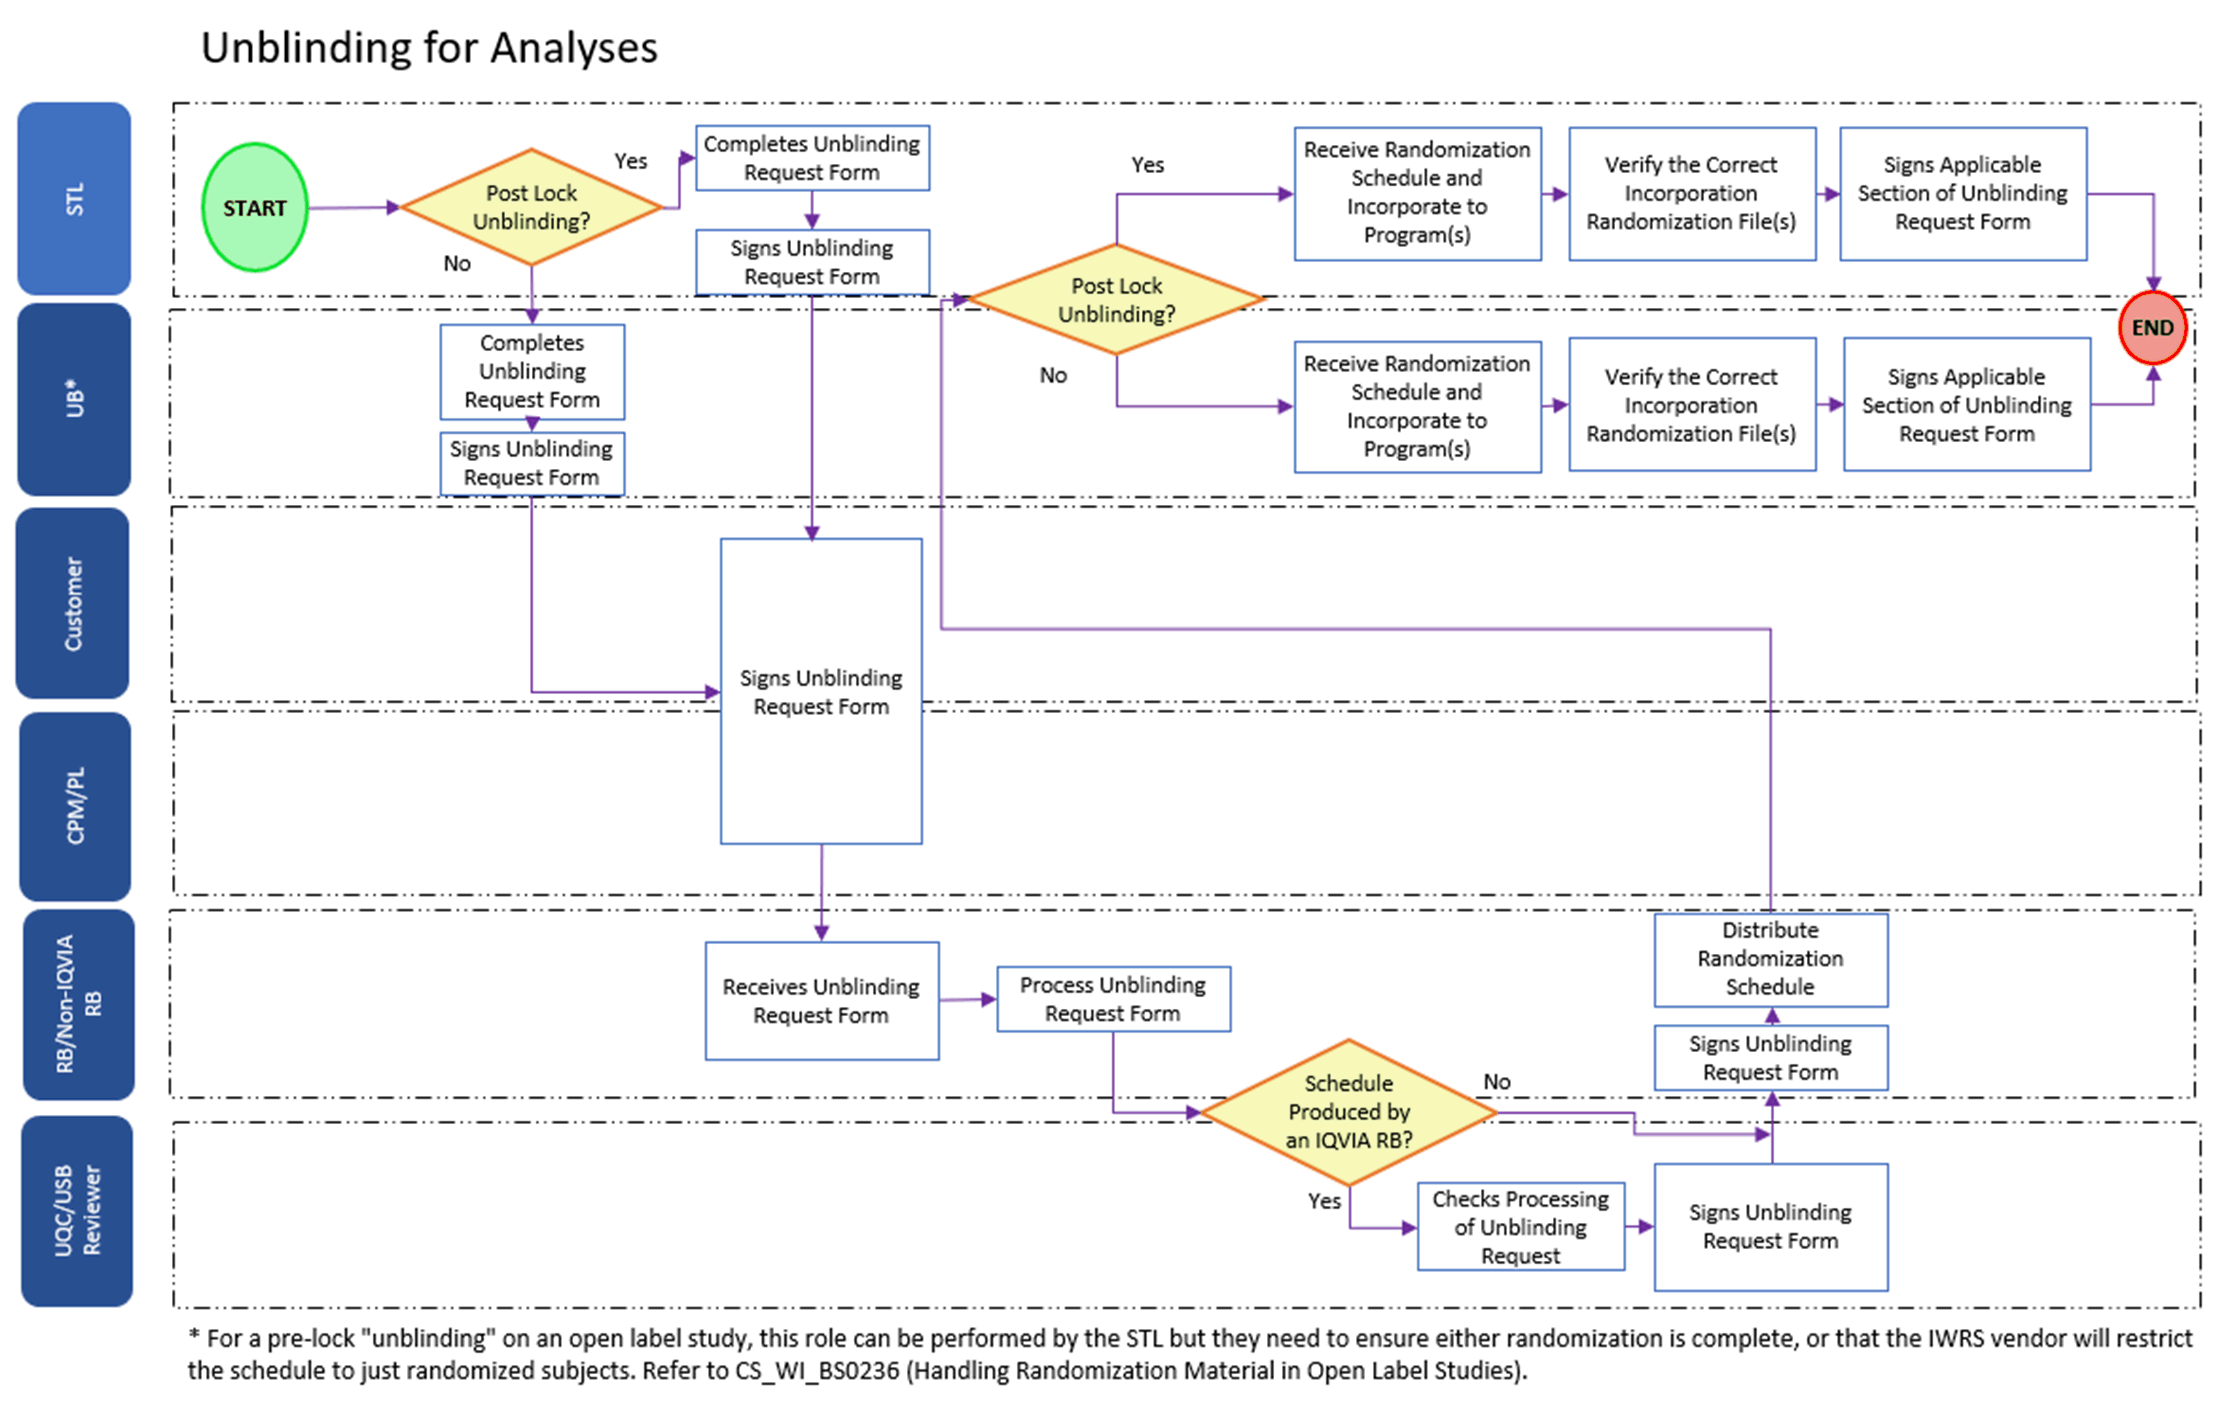 Unblinding for Analyses
STL
START
Post Lock
Unblinding?
Yes
No
Completes Unblinding
Request Form
Signs Unblinding
Request Form
Post Lock
Unblinding?
Yes
No
Receive Randomization
Schedule and
Incorporate to
Program(s)
Verify the Correct
Incorporation
Randomization File(s)
Signs Applicable
Section of Unblinding
Request Form
END
UB*
Completes
Unblinding
Request Form
Signs Unblinding
Request Form
Receive Randomization
Schedule and
Incorporate to
Program(s)
Verify the Correct
Incorporation
Randomization File(s)
Signs Applicable
Section of Unblinding
Request Form
Customer
Signs Unblinding
Request Form
CPM/PL
RB/Non-IQVIA
RB
Receives Unblinding
Request Form
Process Unblinding
Request Form
Schedule
Produced by
an IQVIA RB?
No
Yes
Distribute
Randomization
Schedule
Signs Unblinding
Request Form
UQC/USB
Reviewer
Checks Processing
of Unblinding
Request
Signs Unblinding
Request Form
* For a pre-lock "unblinding" on an open label study, this role can be performed by the STL but they need to ensure either randomization is complete, or that the IWRS vendor will restrict
the schedule to just randomized subjects. Refer to CS_WI_BS0236 (Handling Randomization Material in Open Label Studies).